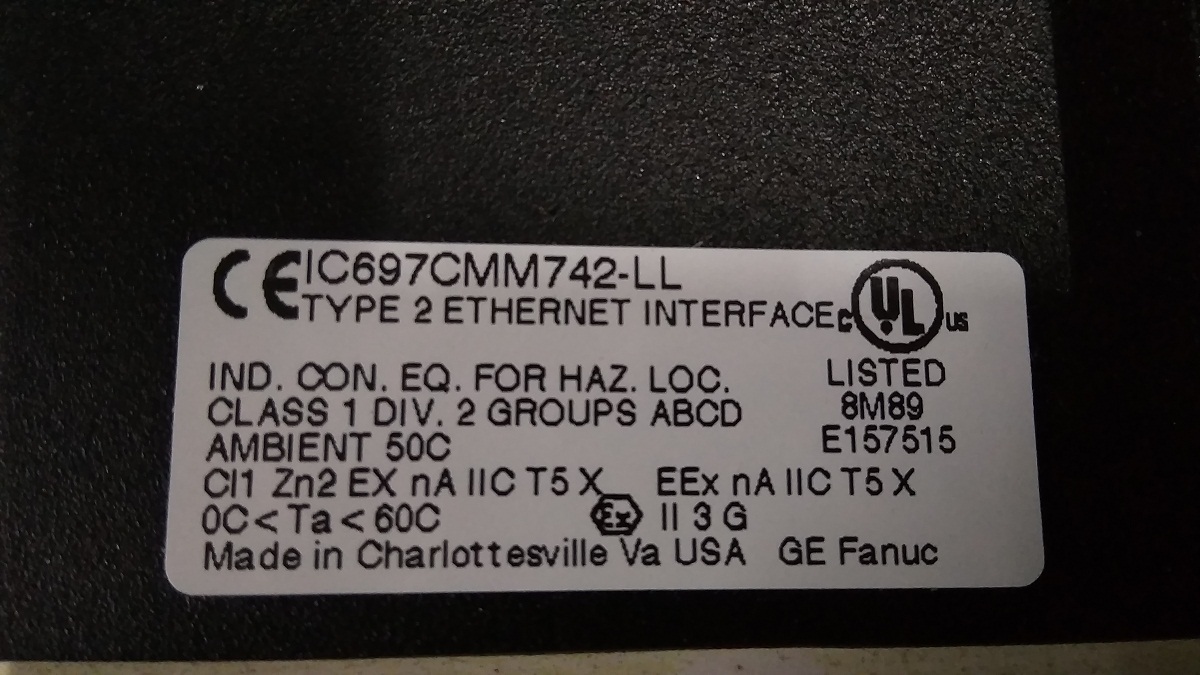 CE IC697CMM742-LL
TYPE 2 ETHERNET INTERFACE c UL US
IND. CON. EQ. FOR HAZ. LOC. LISTED
CLASS 1 DIV. 2 GROUPS ABCD 8M89
AMBIENT 50C E157515
Cl1 Zn2 EX nA IIC T5 X EEx nA IIC T5 X
0C < Ta < 60C Ex II 3 G
Made in Charlottesville Va USA GE Fanuc